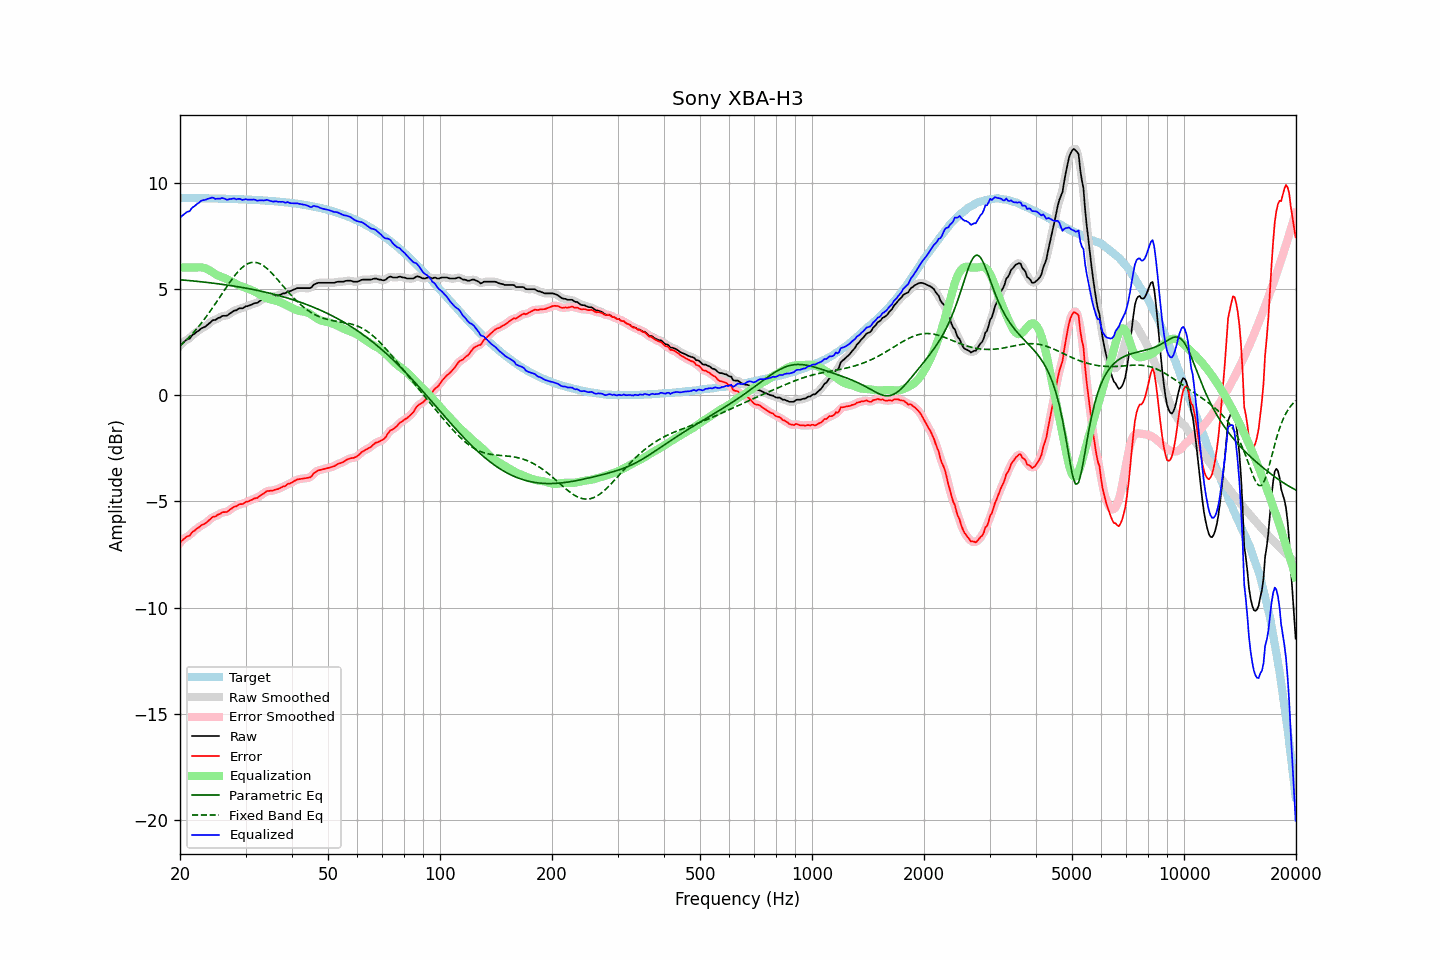 Sony XBA-H3
Amplitude (dBr)
10
5
0
−5
−10
−15
−20
Target
Raw Smoothed
Error Smoothed
Raw
Error
Equalization
Parametric Eq
Fixed Band Eq
Equalized
20
50
100
200
500
1000
2000
5000
10000
20000
Frequency (Hz)